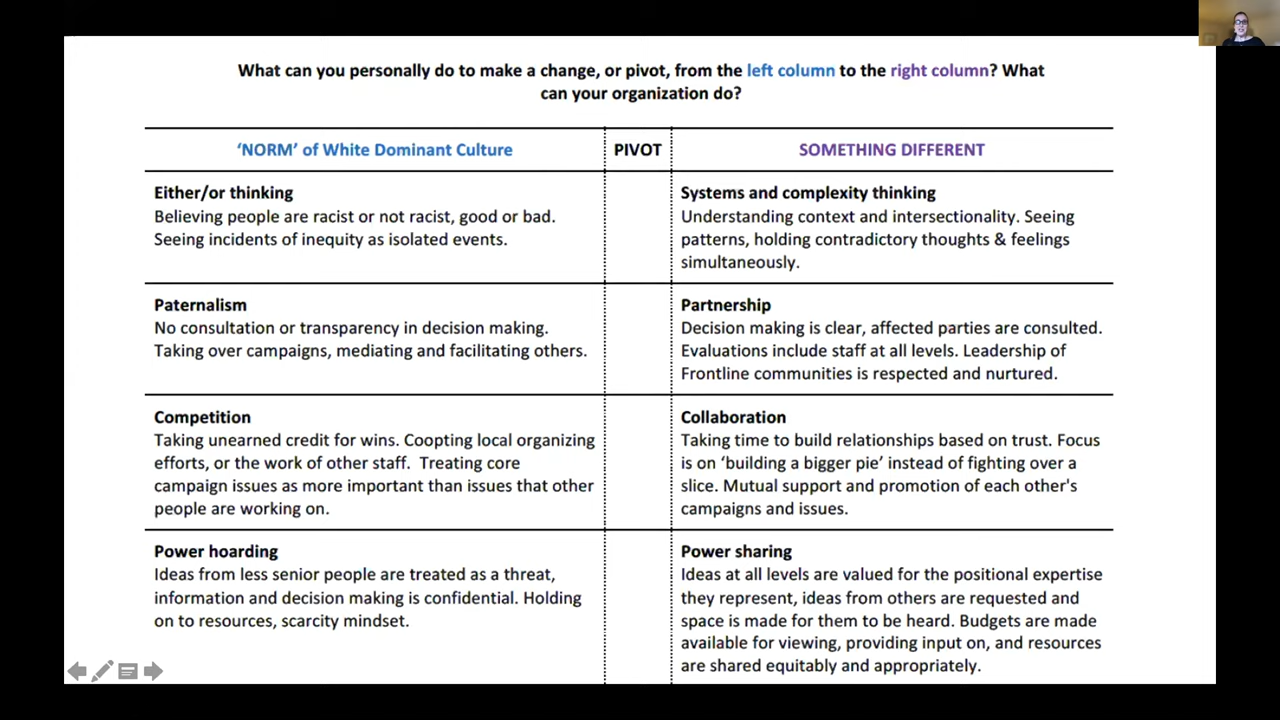 What can you personally do to make a change, or pivot, from the left column to the right column? What
can your organization do?
‘NORM’ of White Dominant Culture
PIVOT
SOMETHING DIFFERENT
Either/or thinking
Believing people are racist or not racist, good or bad.
Seeing incidents of inequity as isolated events.
Systems and complexity thinking
Understanding context and intersectionality. Seeing
patterns, holding contradictory thoughts & feelings
simultaneously.
Paternalism
No consultation or transparency in decision making.
Taking over campaigns, mediating and facilitating others.
Partnership
Decision making is clear, affected parties are consulted.
Evaluations include staff at all levels. Leadership of
Frontline communities is respected and nurtured.
Competition
Taking unearned credit for wins. Coopting local organizing
efforts, or the work of other staff.  Treating core
campaign issues as more important than issues that other
people are working on.
Collaboration
Taking time to build relationships based on trust. Focus
is on ‘building a bigger pie’ instead of fighting over a
slice. Mutual support and promotion of each other's
campaigns and issues.
Power hoarding
Ideas from less senior people are treated as a threat,
information and decision making is confidential. Holding
on to resources, scarcity mindset.
Power sharing
Ideas at all levels are valued for the positional expertise
they represent, ideas from others are requested and
space is made for them to be heard. Budgets are made
available for viewing, providing input on, and resources
are shared equitably and appropriately.